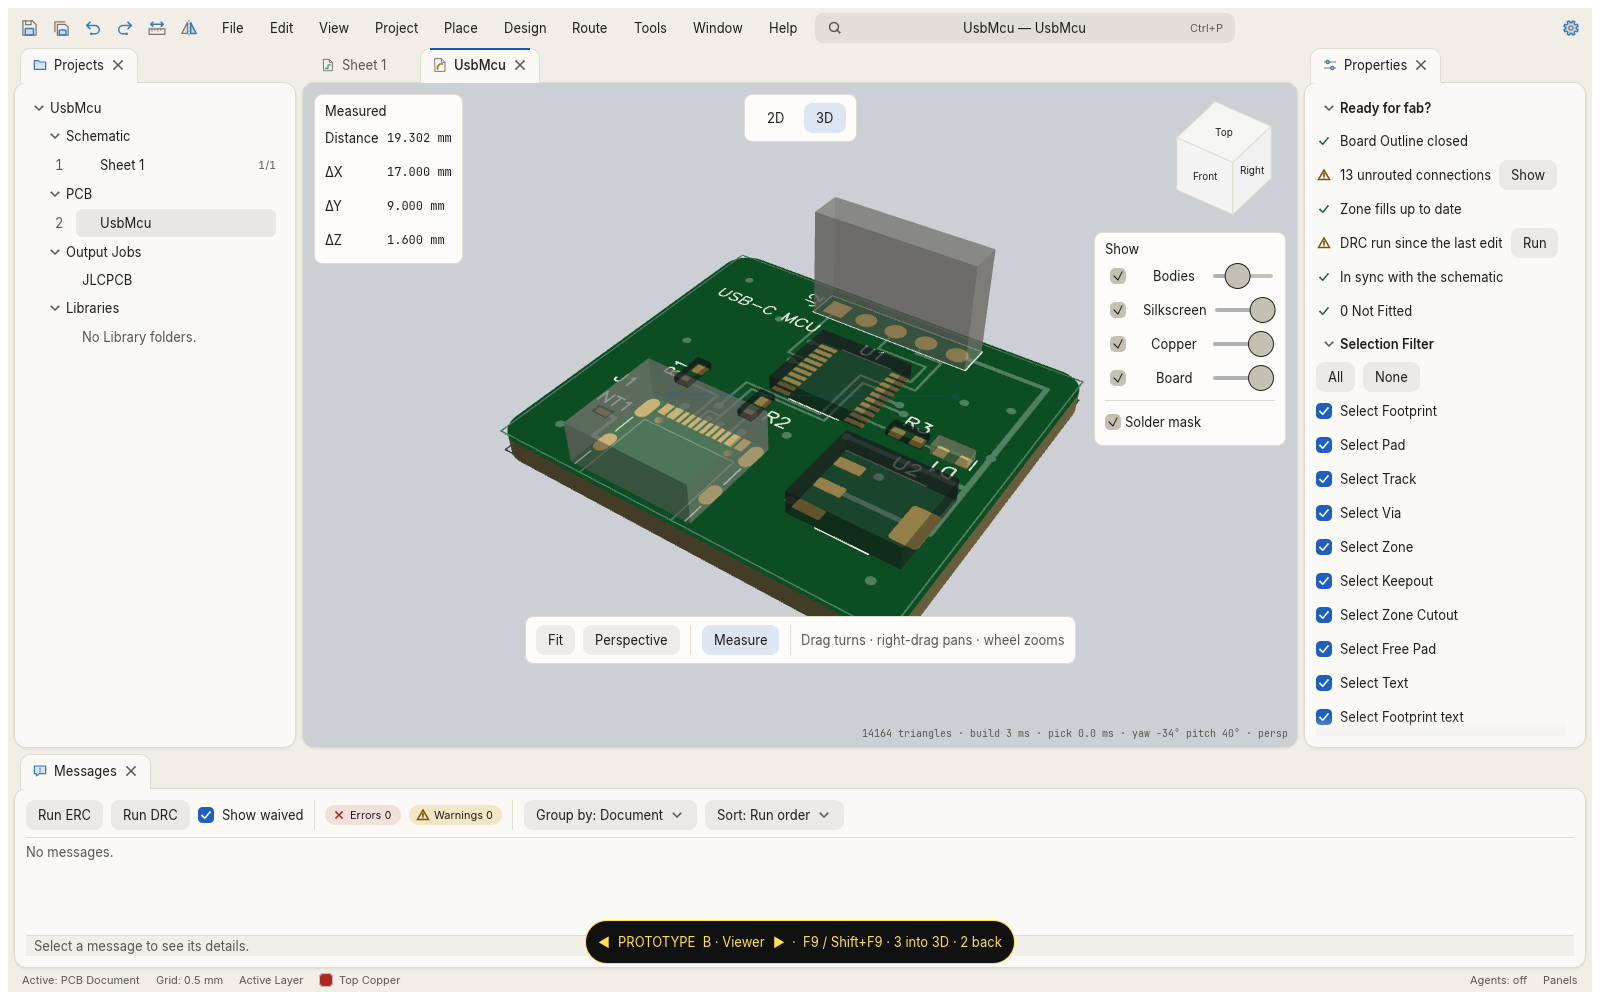 File Edit View Project Place Design Route Tools Window Help
UsbMcu — UsbMcu Ctrl+P
Projects
Sheet 1
UsbMcu
Properties
UsbMcu
Schematic
1 Sheet 1 1/1
PCB
2 UsbMcu
Output Jobs
JLCPCB
Libraries
No Library folders.
Measured
Distance 19.302 mm
ΔX 17.000 mm
ΔY 9.000 mm
ΔZ 1.600 mm
2D 3D
Top
Front
Right
Show
Bodies
Silkscreen
Copper
Board
Solder mask
USB-C MCU
U1
J1
NT1
R2
R3
U2
D1
Fit Perspective Measure Drag turns · right-drag pans · wheel zooms
14164 triangles · build 3 ms · pick 0.0 ms · yaw -34° pitch 40° · persp
Ready for fab?
Board Outline closed
13 unrouted connections Show
Zone fills up to date
DRC run since the last edit Run
In sync with the schematic
0 Not Fitted
Selection Filter
All None
Select Footprint
Select Pad
Select Track
Select Via
Select Zone
Select Keepout
Select Zone Cutout
Select Free Pad
Select Text
Select Footprint text
Messages
Run ERC Run DRC Show waived Errors 0 Warnings 0 Group by: Document Sort: Run order
No messages.
Select a message to see its details.
PROTOTYPE B · Viewer · F9 / Shift+F9 · 3 into 3D · 2 back
Active: PCB Document Grid: 0.5 mm Active Layer Top Copper Agents: off Panels